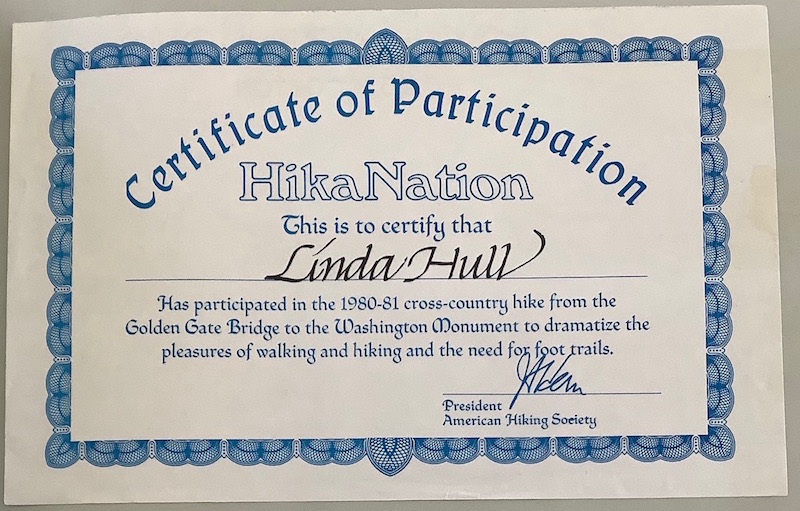 Certificate of Participation
HikaNation
This is to certify that
Linda Hull
Has participated in the 1980-81 cross-country hike from the
Golden Gate Bridge to the Washington Monument to dramatize the
pleasures of walking and hiking and the need for foot trails.
President
American Hiking Society